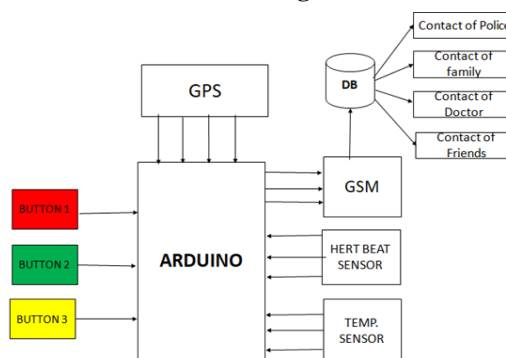 Contact of Police
Contact of
family
Contact of
Doctor
Contact of
Friends
DB
GPS
GSM
BUTTON 1
BUTTON 2
BUTTON 3
ARDUINO
HERT BEAT
SENSOR
TEMP.
SENSOR